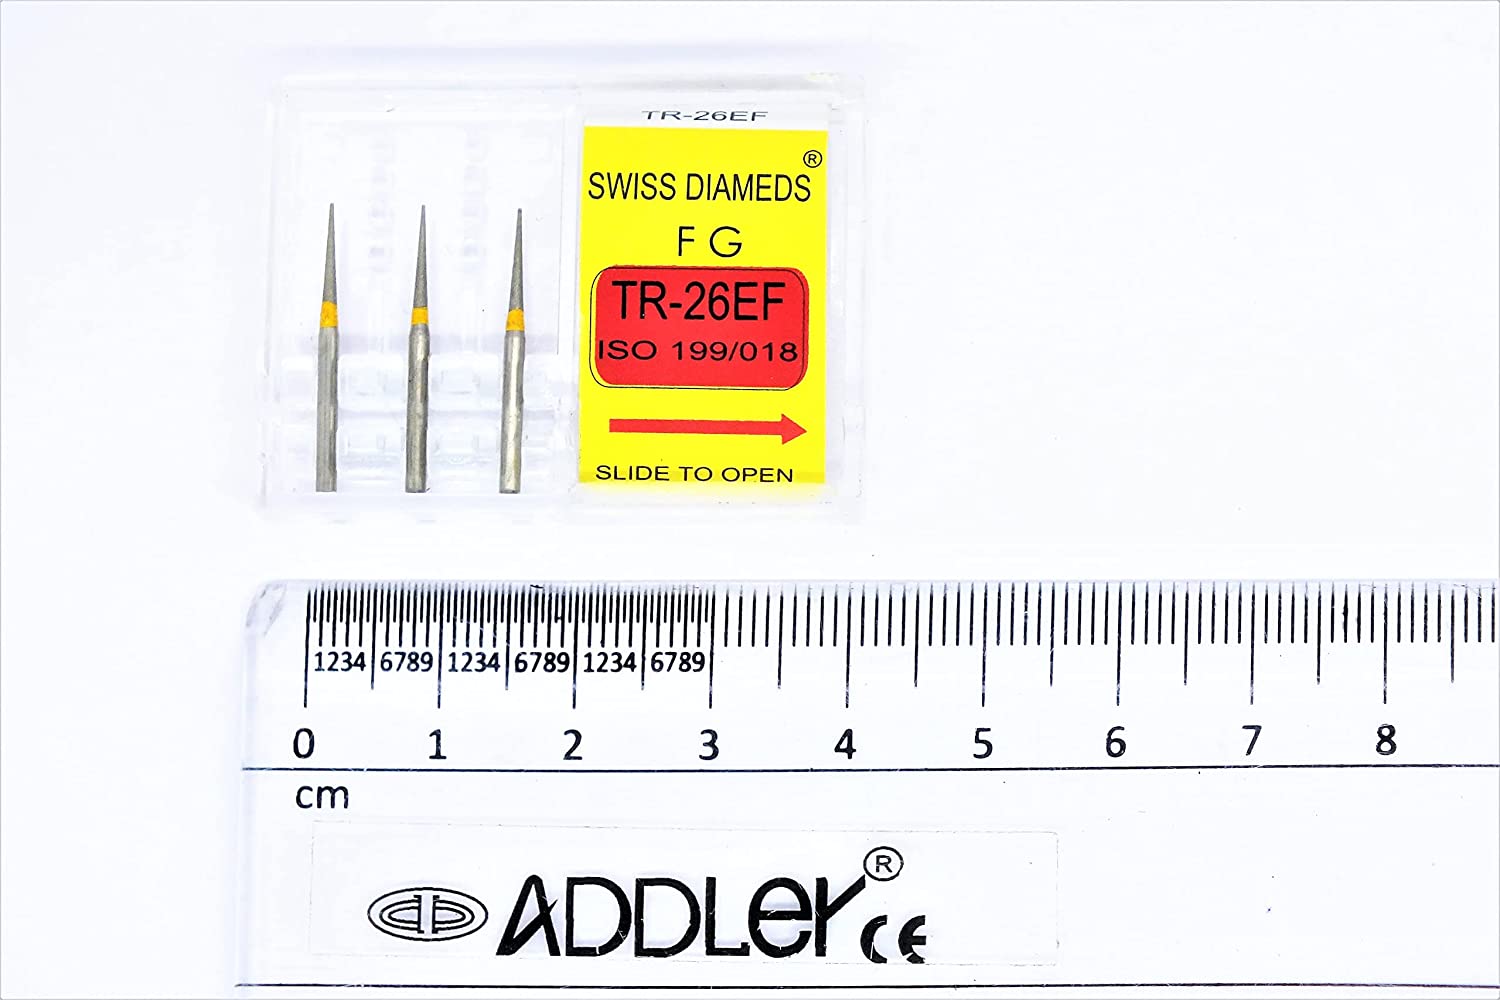 TR-26EF
SWISS DIAMEDS®
F G
TR-26EF
ISO 199/018
SLIDE TO OPEN
1234 6789 1234 6789 1234 6789
0 1 2 3 4 5 6 7 8
cm
ADDLer® CE